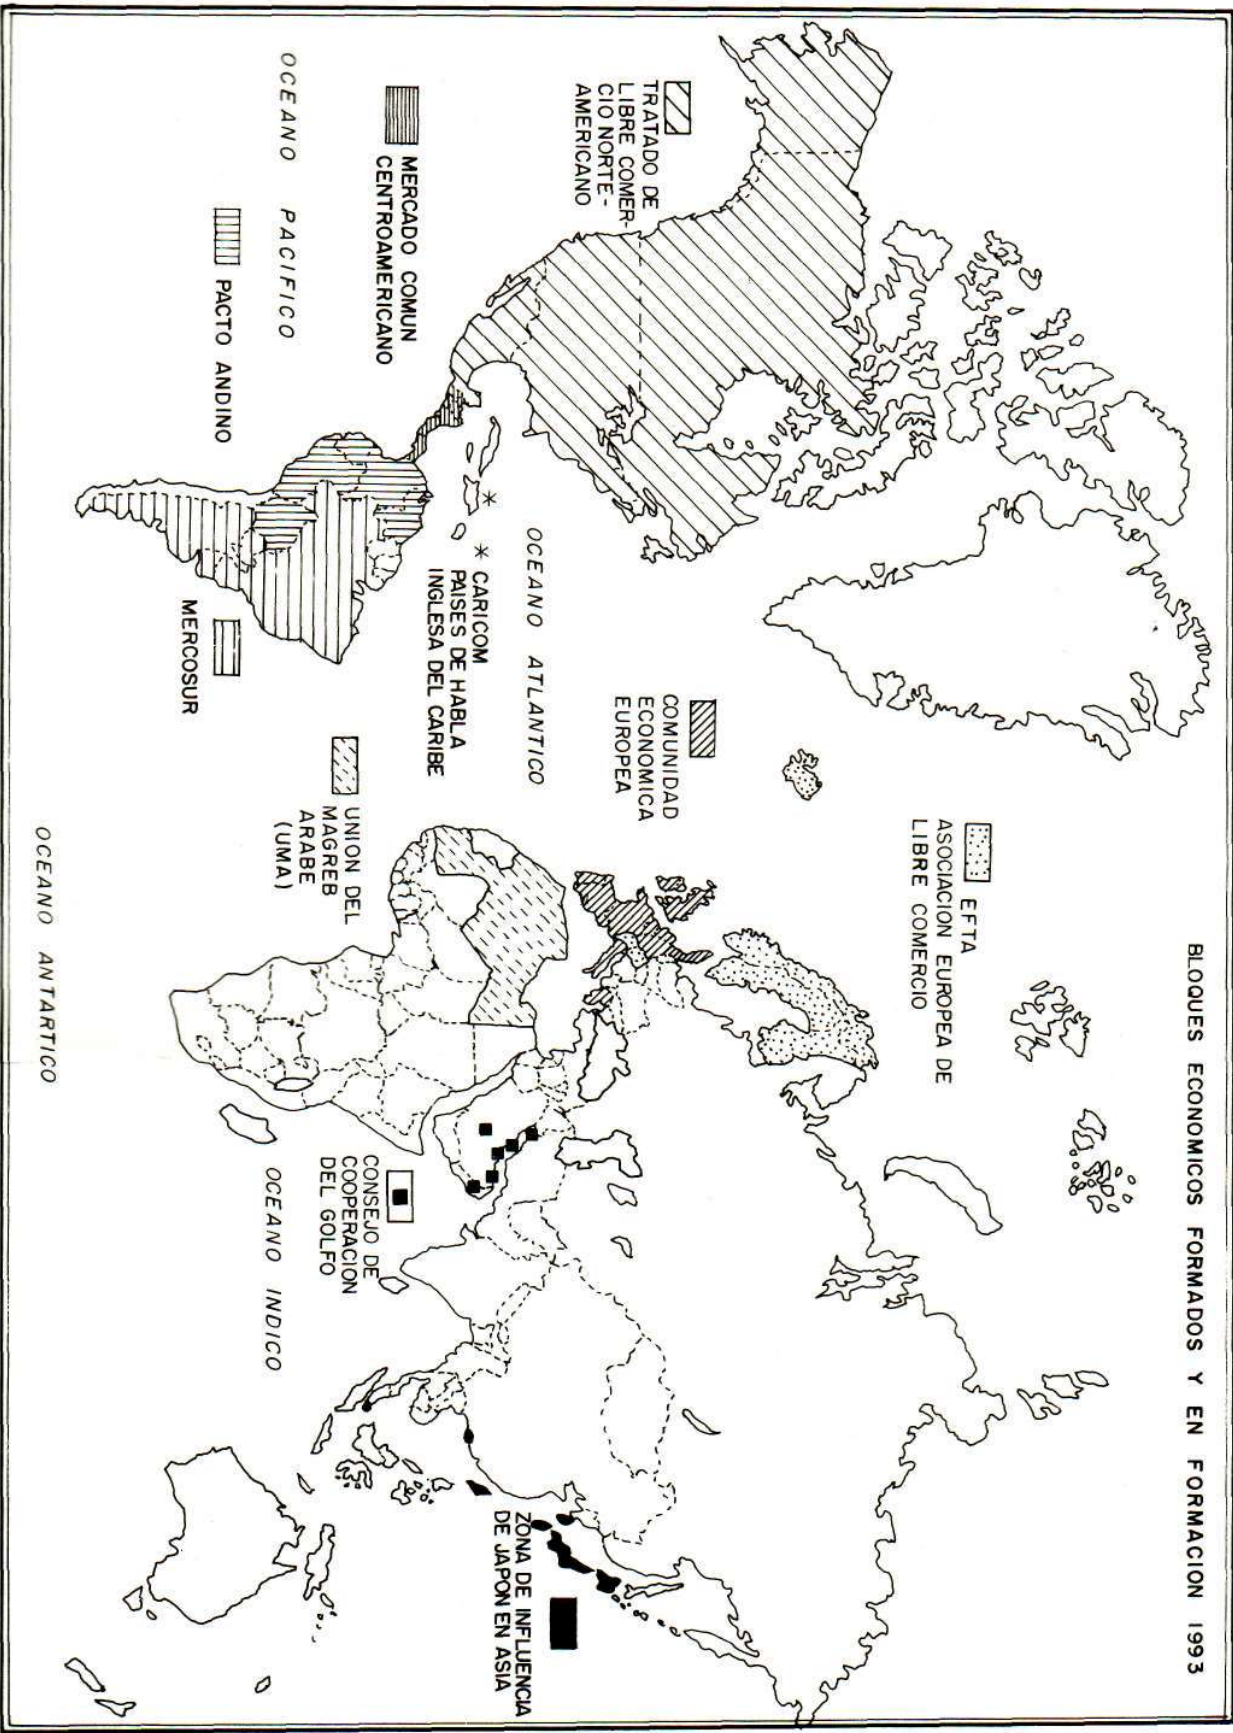 BLOQUES ECONOMICOS FORMADOS Y EN FORMACION 1993
TRATADO DE
LIBRE COMER-
CIO NORTE-
AMERICANO
EFTA
ASOCIACION EUROPEA DE
LIBRE COMERCIO
COMUNIDAD
ECONOMICA
EUROPEA
OCEANO ATLANTICO
MERCADO COMUN
CENTROAMERICANO
* 
* CARICOM
PAISES DE HABLA
INGLESA DEL CARIBE
OCEANO PACIFICO
PACTO ANDINO
MERCOSUR
UNION DEL
MAGREB
ARABE
(UMA)
CONSEJO DE
COOPERACION
DEL GOLFO
OCEANO INDICO
ZONA DE INFLUENCIA
DE JAPON EN ASIA
OCEANO ANTARTICO